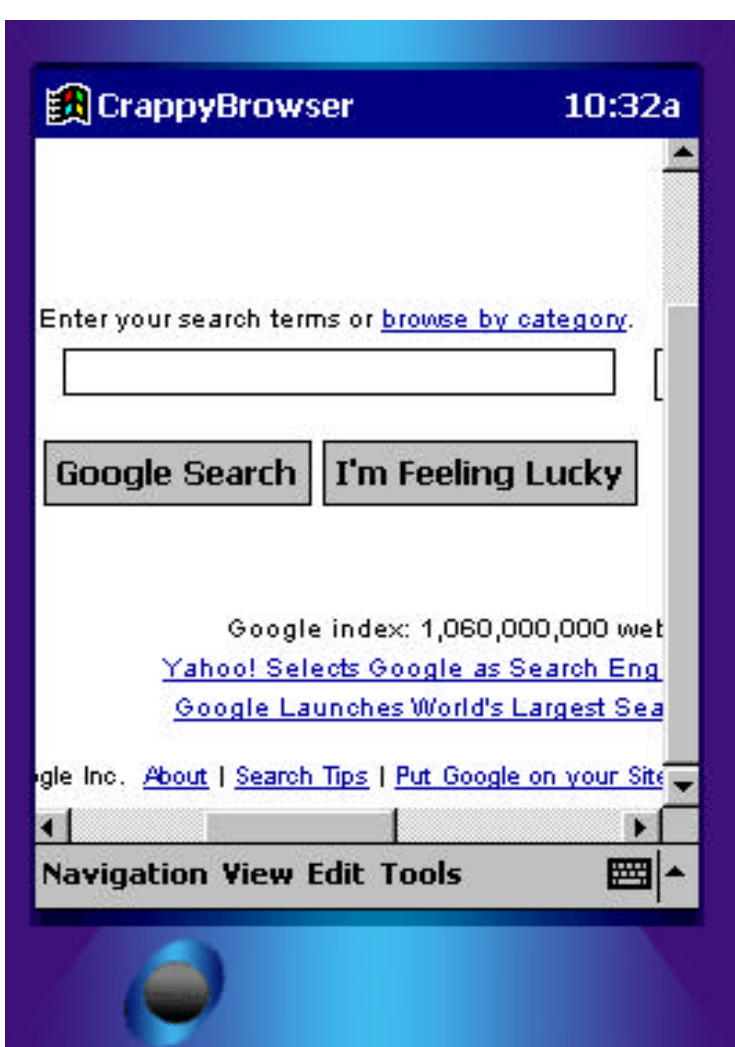 CrappyBrowser 10:32a
Enter your search terms or browse by category.
Google Search I'm Feeling Lucky
Google index: 1,060,000,000 web
Yahoo! Selects Google as Search Eng
Google Launches World's Largest Sea
gle Inc. About | Search Tips | Put Google on your Site
Navigation View Edit Tools